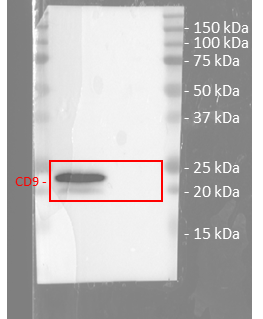 - 150 kDa
- 100 kDa
- 75 kDa
- 50 kDa
- 37 kDa
- 25 kDa
CD9 -
- 20 kDa
- 15 kDa